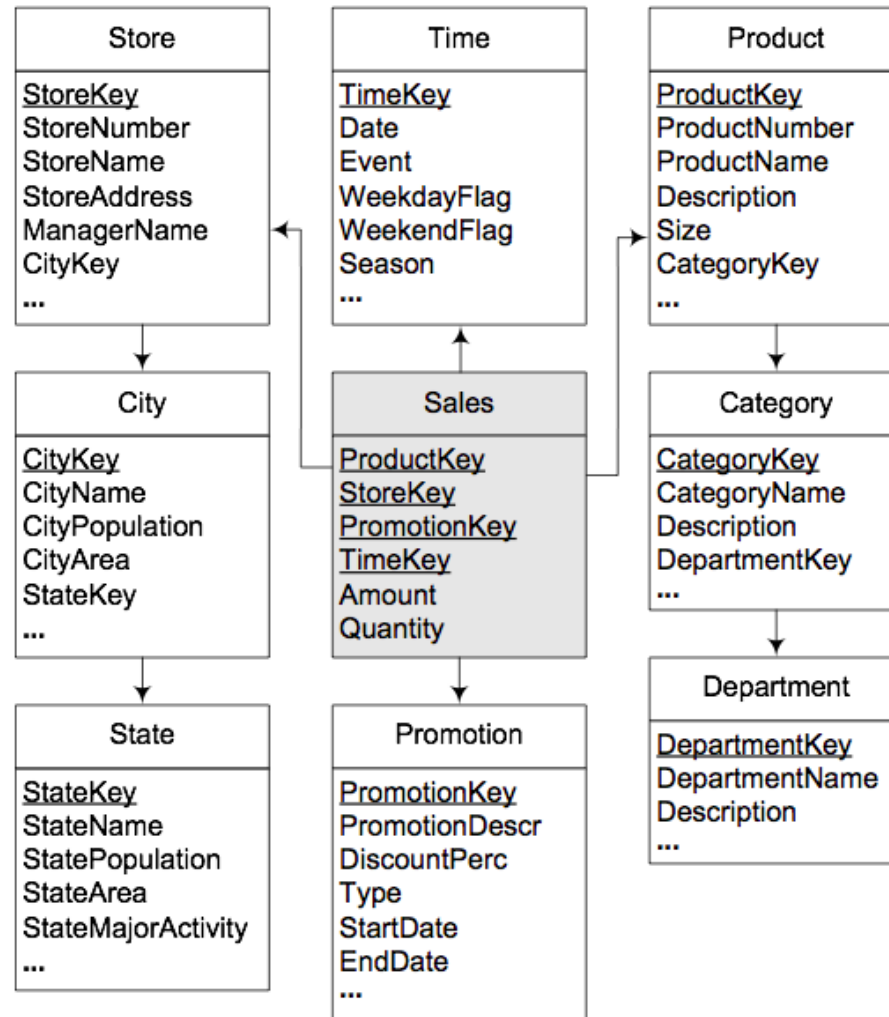 Store
StoreKey
StoreNumber
StoreName
StoreAddress
ManagerName
CityKey
...
Time
TimeKey
Date
Event
WeekdayFlag
WeekendFlag
Season
...
Product
ProductKey
ProductNumber
ProductName
Description
Size
CategoryKey
...
City
CityKey
CityName
CityPopulation
CityArea
StateKey
...
Sales
ProductKey
StoreKey
PromotionKey
TimeKey
Amount
Quantity
Category
CategoryKey
CategoryName
Description
DepartmentKey
...
State
StateKey
StateName
StatePopulation
StateArea
StateMajorActivity
...
Promotion
PromotionKey
PromotionDescr
DiscountPerc
Type
StartDate
EndDate
...
Department
DepartmentKey
DepartmentName
Description
...